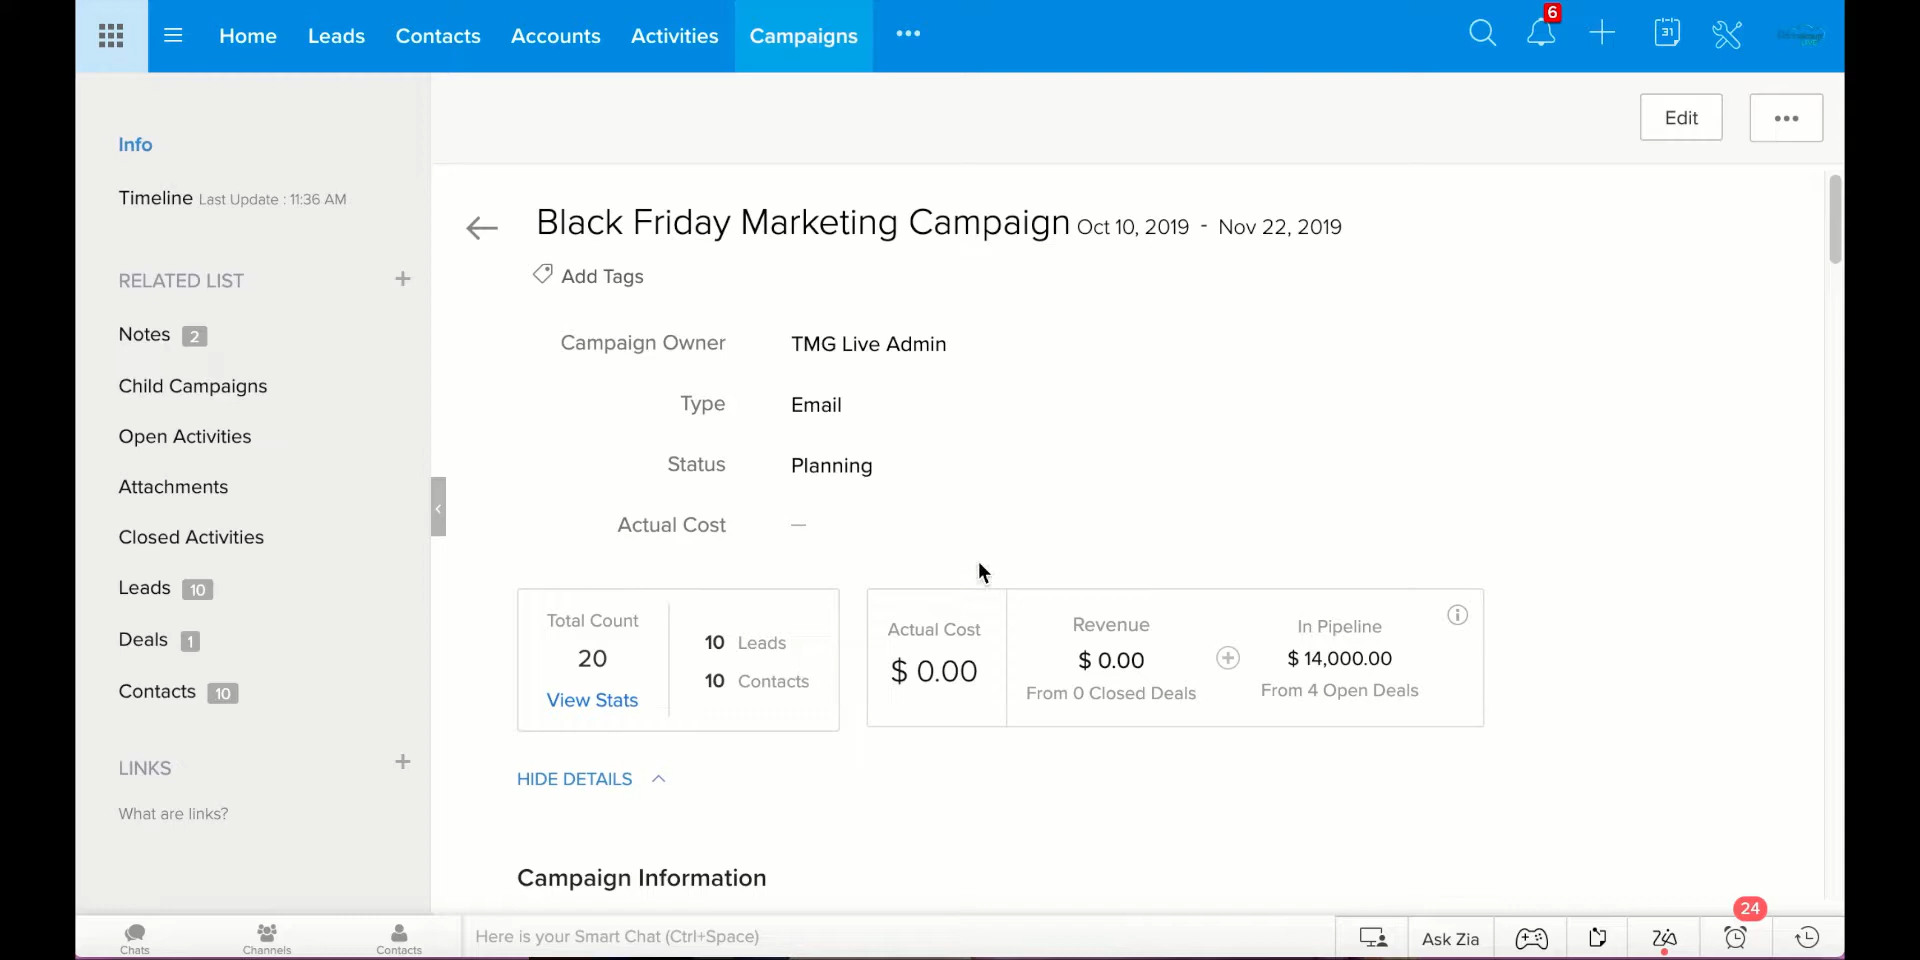 Home Leads Contacts Accounts Activities Campaigns ••• 6 31
Edit •••
Info
Timeline Last Update : 11:36 AM
RELATED LIST +
Notes 2
Child Campaigns
Open Activities
Attachments
Closed Activities
Leads 10
Deals 1
Contacts 10
LINKS +
What are links?
Black Friday Marketing Campaign Oct 10, 2019 - Nov 22, 2019
Add Tags
Campaign Owner TMG Live Admin
Type Email
Status Planning
Actual Cost —
Total Count
20
View Stats
10 Leads
10 Contacts
Actual Cost
$ 0.00
Revenue
$ 0.00
From 0 Closed Deals
In Pipeline
$ 14,000.00
From 4 Open Deals
HIDE DETAILS
Campaign Information
Chats Channels Contacts Here is your Smart Chat (Ctrl+Space) Ask Zia 24